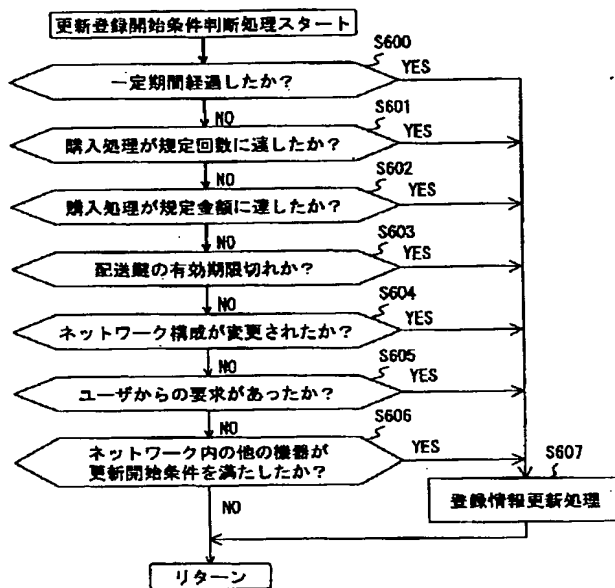 更新登録開始条件判断処理スタート
S600
一定期間経過したか？
YES
NO
S601
購入処理が規定回数に達したか？
YES
NO
S602
購入処理が規定金額に達したか？
YES
NO
S603
配送鍵の有効期限切れか？
YES
NO
S604
ネットワーク構成が変更されたか？
YES
NO
S605
ユーザからの要求があったか？
YES
NO
S606
ネットワーク内の他の機器が
更新開始条件を満たしたか？
YES
NO
S607
登録情報更新処理
リターン